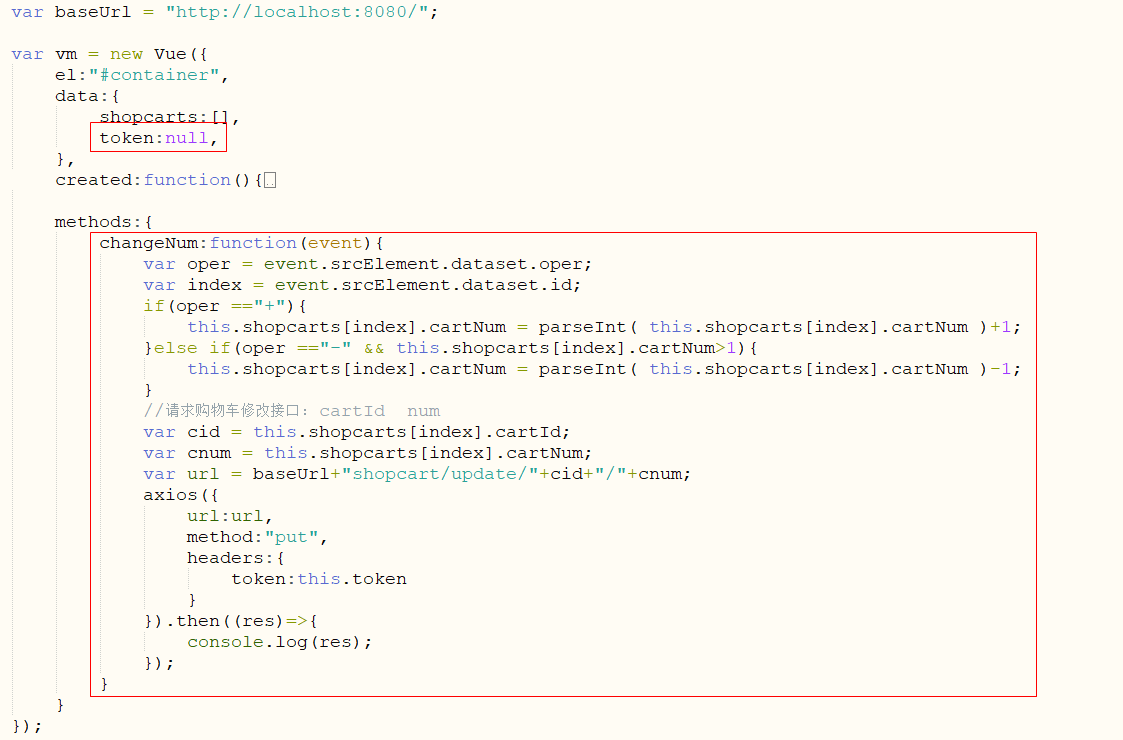 var baseUrl = "http://localhost:8080/";
var vm = new Vue({
el:"#container",
data:{
shopcarts:[],
token:null,
},
created:function(){..
methods:{
changeNum:function(event){
var oper = event.srcElement.dataset.oper;
var index = event.srcElement.dataset.id;
if(oper =="+"){
this.shopcarts[index].cartNum = parseInt( this.shopcarts[index].cartNum )+1;
}else if(oper =="-" && this.shopcarts[index].cartNum>1){
this.shopcarts[index].cartNum = parseInt( this.shopcarts[index].cartNum )-1;
}
//请求购物车修改接口: cartId  num
var cid = this.shopcarts[index].cartId;
var cnum = this.shopcarts[index].cartNum;
var url = baseUrl+"shopcart/update/"+cid+"/"+cnum;
axios({
url:url,
method:"put",
headers:{
token:this.token
}
}).then((res)=>{
console.log(res);
});
}
}
});